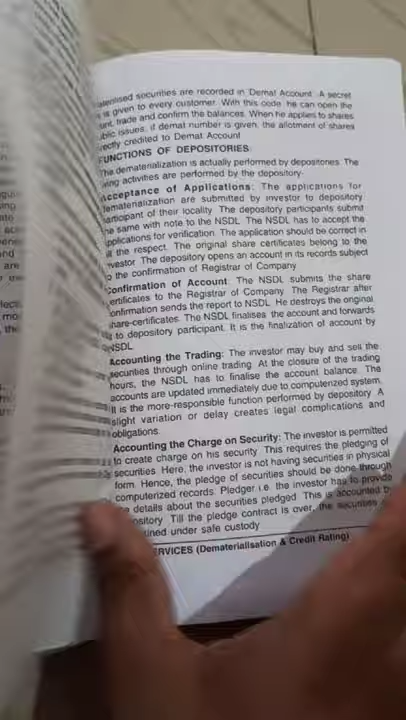 securities are recorded in Demat Account. A secret
is given to every customer. With this code, he can open the
trade and confirm the balances. When he applies to shares
issues, if demat number is given, the allotment of shares
credited to Demat Account
FUNCTIONS OF DEPOSITORIES
The dematerialization is actually performed by depositories. The
activities are performed by the depository.
Acceptance of Applications: The applications for
dematerialization are submitted by investor to depository
participant of their locality. The depository participants submit
the same with note to the NSDL. The NSDL has to accept the
applications for verification. The application should be correct in
the respect. The original share certificates belong to the
investor. The depository opens an account in its records subject
to the confirmation of Registrar of Company
Confirmation of Account: The NSDL submits the share
certificates to the Registrar of Company. The Registrar after
confirmation sends the report to NSDL. He destroys the original
share-certificates. The NSDL finalises the account and forwards
to depository participant. It is the finalization of account by
NSDL.
Accounting the Trading: The investor may buy and sell the
securities through online trading. At the closure of the trading
hours, the NSDL has to finalise the account balance. The
accounts are updated immediately due to computerized system.
It is the more-responsible function performed by depository. A
slight variation or delay creates legal complications and
obligations.
Accounting the Charge on Security: The investor is permitted
to create charge on his security. This requires the pledging of
securities. Here, the investor is not having securities in physical
form. Hence, the pledge of securities should be done through
computerized records. Pledger i.e. the investor has to provide
details about the securities pledged. This is accounted by
Till the pledge contract is over, the securities
under safe custody
(Dematerialisation & Credit Rating)